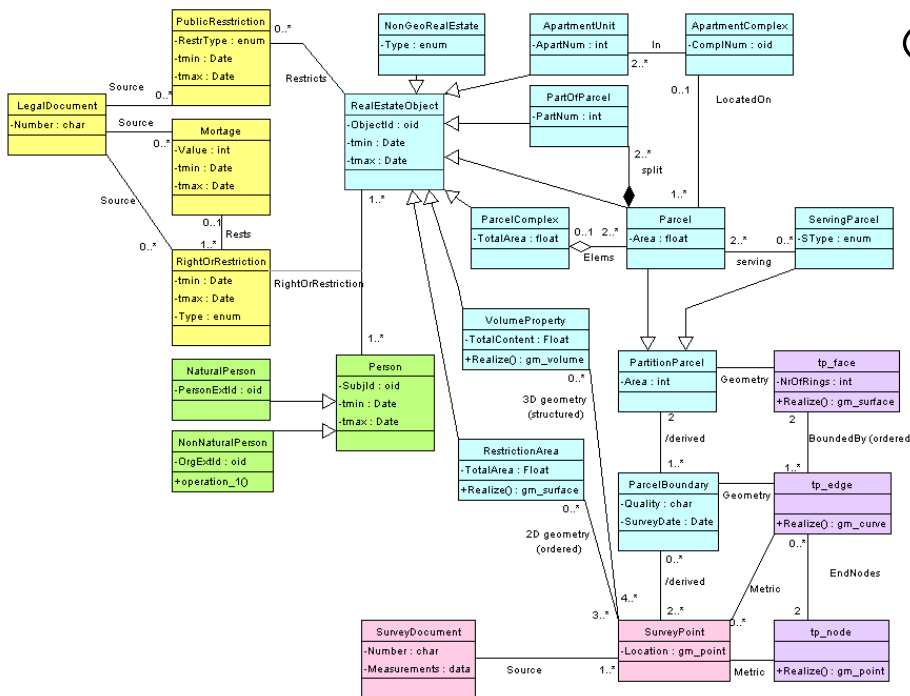 PublicResstriction
-RestrType : enum
-tmin : Date
-tmax : Date
0..*
Restricts
Source
0..*
LegalDocument
-Number : char
Source
0..*
Mortage
-Value : int
-tmin : Date
-tmax : Date
Source
0..*
0..1
Rests
1..*
RightOrRestriction
-tmin : Date
-tmax : Date
-Type : enum
RightOrRestriction
NonGeoRealEstate
-Type : enum
ApartmentUnit
-ApartNum : int
In
2..*
ApartmentComplex
-ComplNum : oid
0..1
LocatedOn
1..*
RealEstateObject
-ObjectId : oid
-tmin : Date
-tmax : Date
1..*
1..*
PartOfParcel
-PartNum : int
2..*
split
ParcelComplex
-TotalArea : float
0..1
2..*
Elems
Parcel
-Area : float
2..*
0..*
serving
ServingParcel
-SType : enum
VolumeProperty
-TotalContent : Float
+Realize() : gm_volume
0..*
3D geometry
(structured)
4..*
NaturalPerson
-PersonExtId : oid
Person
-SubjId : oid
-tmin : Date
-tmax : Date
NonNaturalPerson
-OrgExtId : oid
+operation_1()
RestrictionArea
-TotalArea : Float
+Realize() : gm_surface
0..*
2D geometry
(ordered)
3..*
PartitionParcel
-Area : int
Geometry
tp_face
-NrOfRings : int
+Realize() : gm_surface
2
/derived
1..*
2
BoundedBy (ordered
1..*
ParcelBoundary
-Quality : char
-SurveyDate : Date
Geometry
tp_edge
+Realize() : gm_curve
0..*
/derived
2..*
0..*
EndNodes
2
Metric
0..*
SurveyDocument
-Number : char
-Measurements : data
Source
1..*
SurveyPoint
-Location : gm_point
Metric
tp_node
+Realize() : gm_point